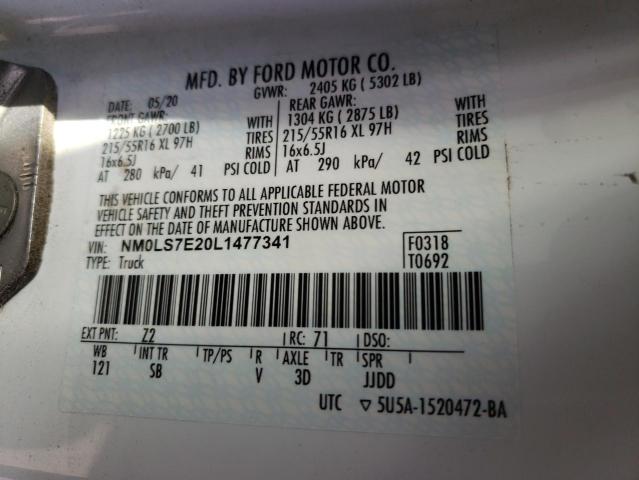 MFD. BY FORD MOTOR CO.
DATE: 05/20 GVWR: 2405 KG ( 5302 LB)
FRONT GAWR: REAR GAWR:
1225 KG ( 2700 LB) WITH 1304 KG ( 2875 LB) WITH
215/55R16 XL 97H TIRES 215/55R16 XL 97H TIRES
16x6.5J RIMS 16x6.5J RIMS
AT 280 kPa/ 41 PSI COLD AT 290 kPa/ 42 PSI COLD
THIS VEHICLE CONFORMS TO ALL APPLICABLE FEDERAL MOTOR
VEHICLE SAFETY AND THEFT PREVENTION STANDARDS IN
EFFECT ON THE DATE OF MANUFACTURE SHOWN ABOVE.
VIN: NM0LS7E20L1477341 F0318
TYPE: Truck T0692
EXT PNT: Z2 RC: 71 DSO:
WB INT TR TP/PS R AXLE TR SPR
121 SB V 3D JJDD
UTC ▽ 5U5A-1520472-BA